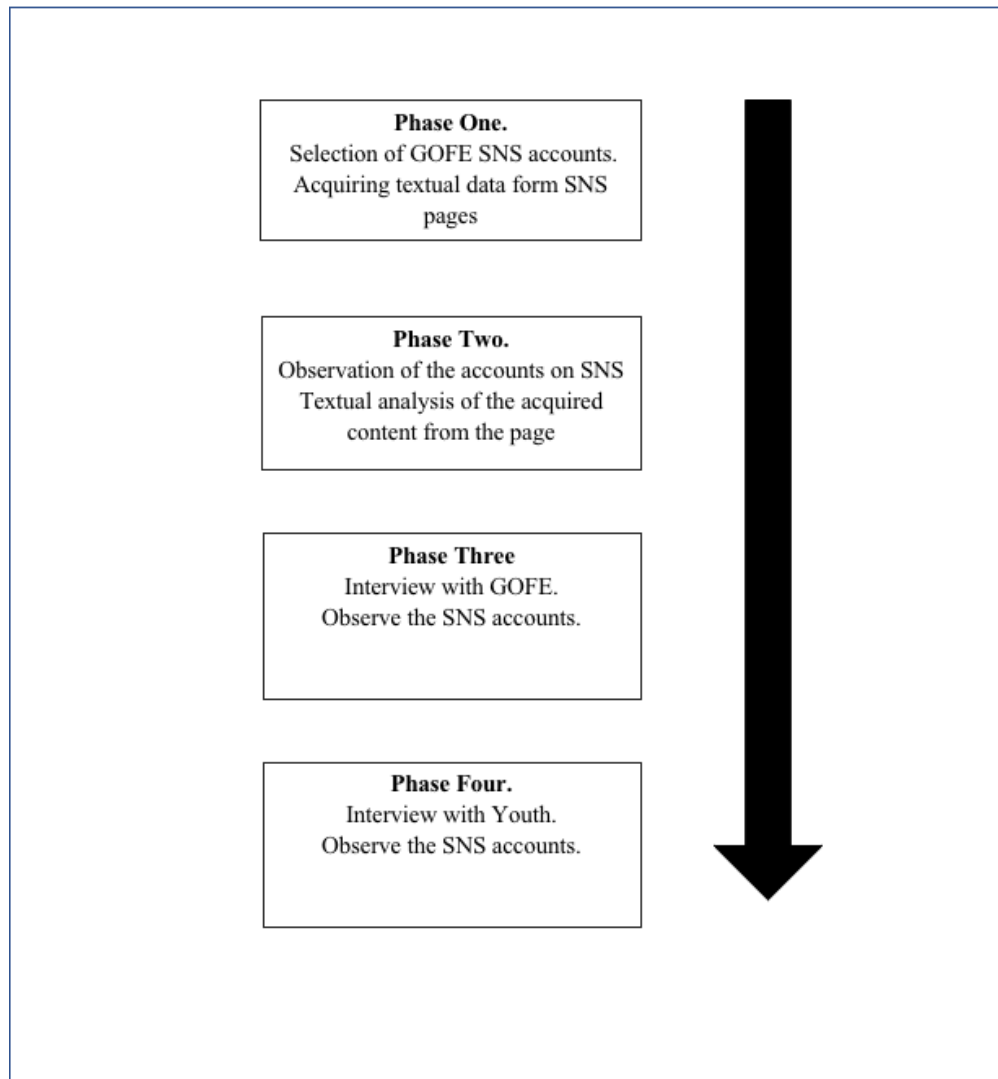 Phase One.
Selection of GOFE SNS accounts.
Acquiring textual data form SNS
pages
Phase Two.
Observation of the accounts on SNS
Textual analysis of the acquired
content from the page
Phase Three
Interview with GOFE.
Observe the SNS accounts.
Phase Four.
Interview with Youth.
Observe the SNS accounts.